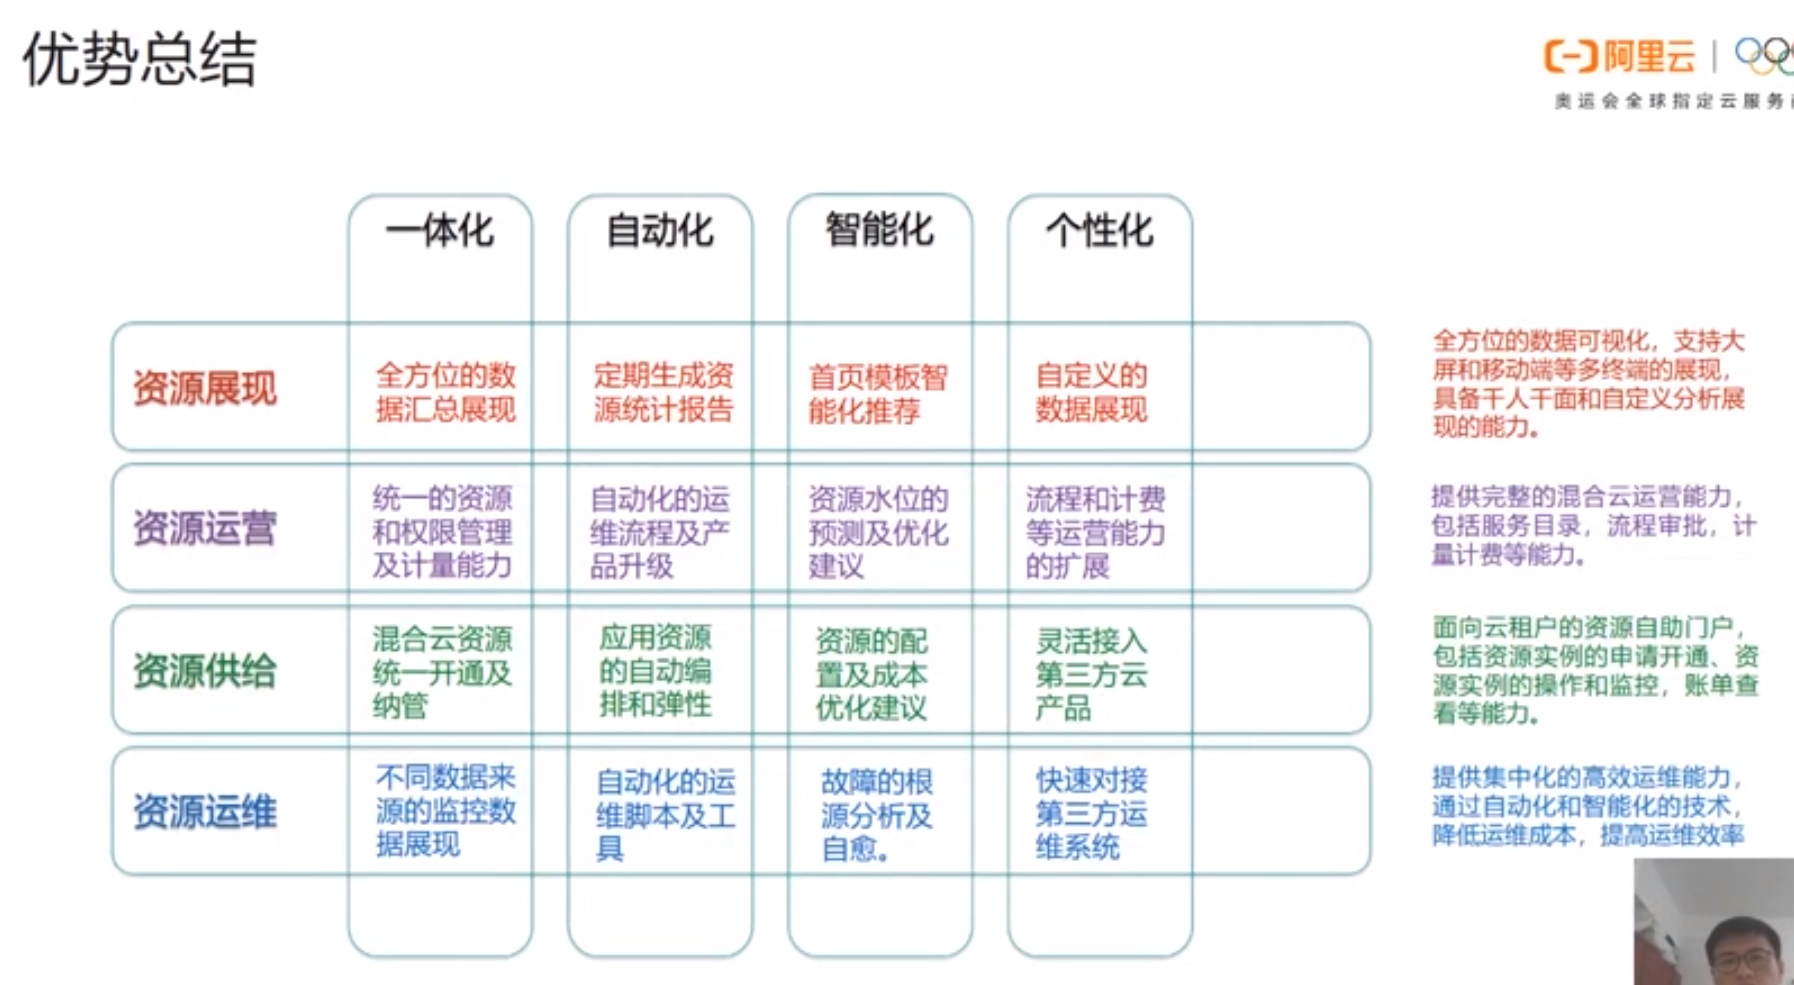 优势总结
阿里云
奥运会全球指定云服务
一体化
自动化
智能化
个性化
资源展现
全方位的数
据汇总展现
定期生成资
源统计报告
首页模板智
能化推荐
自定义的
数据展现
全方位的数据可视化，支持大
屏和移动端等多终端的展现，
具备千人千面和自定义分析展
现的能力。
资源运营
统一的资源
和权限管理
及计量能力
自动化的运
维流程及产
品升级
资源水位的
预测及优化
建议
流程和计费
等运营能力
的扩展
提供完整的混合云运营能力，
包括服务目录，流程审批，计
量计费等能力。
资源供给
混合云资源
统一开通及
纳管
应用资源
的自动编
排和弹性
资源的配
置及成本
优化建议
灵活接入
第三方云
产品
面向云租户的资源自助门户，
包括资源实例的申请开通、资
源实例的操作和监控，账单查
看等能力。
资源运维
不同数据来
源的监控数
据展现
自动化的运
维脚本及工
具
故障的根
源分析及
自愈。
快速对接
第三方运
维系统
提供集中化的高效运维能力，
通过自动化和智能化的技术，
降低运维成本，提高运维效率